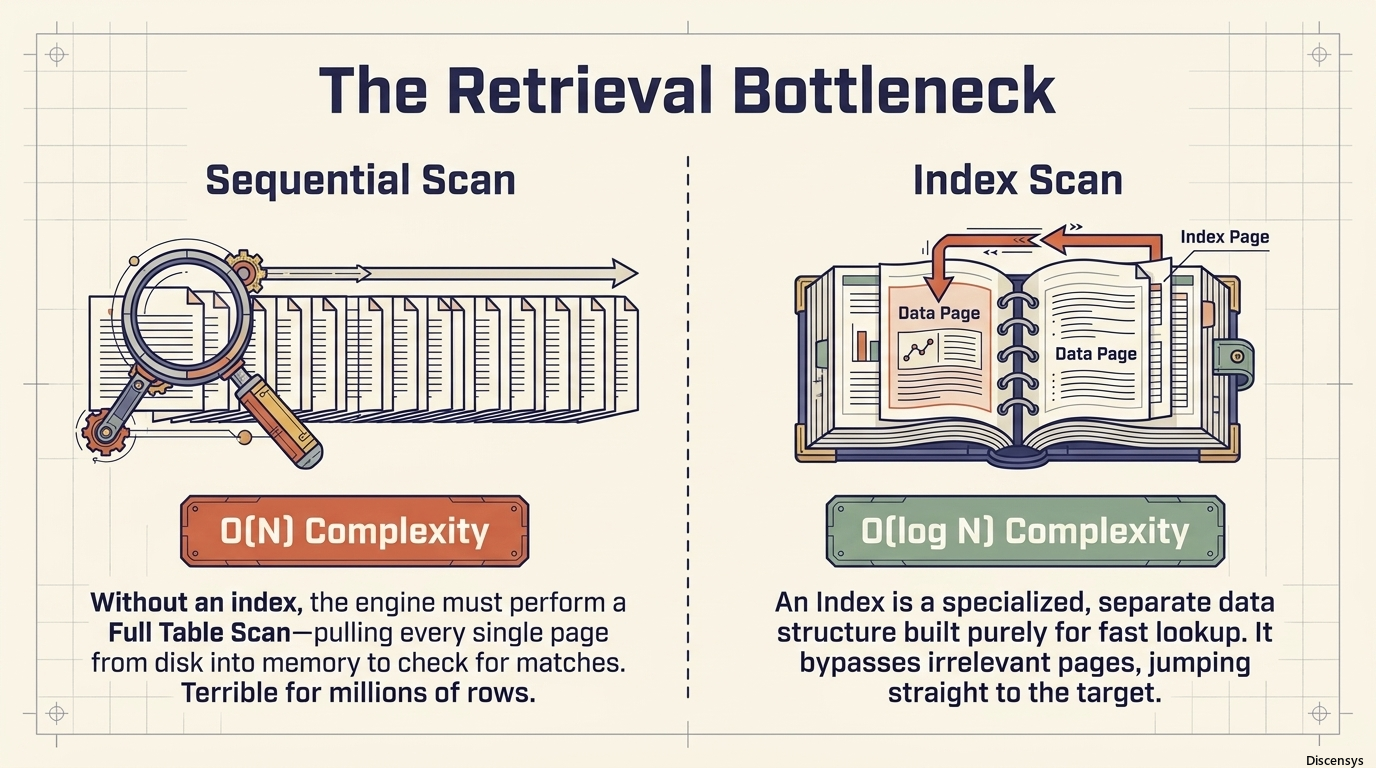 The Retrieval Bottleneck
Sequential Scan
O(N) Complexity
Without an index, the engine must perform a
Full Table Scan—pulling every single page
from disk into memory to check for matches.
Terrible for millions of rows.
Index Scan
Index Page
Data Page
Data Page
O(log N) Complexity
An Index is a specialized, separate data
structure built purely for fast lookup. It
bypasses irrelevant pages, jumping
straight to the target.
Discensys